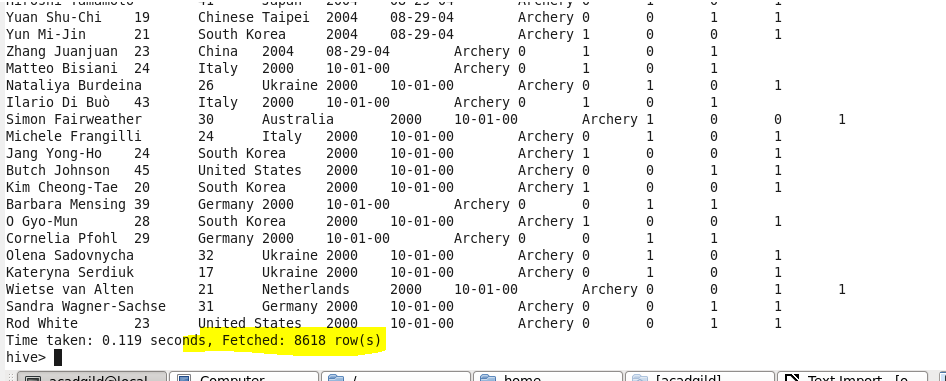 Hiroshi Yamamoto 41 Japan 2004 08-29-04 Archery 0 1 0 1
Yuan Shu-Chi 19 Chinese Taipei 2004 08-29-04 Archery 0 0 1 1
Yun Mi-Jin 21 South Korea 2004 08-29-04 Archery 1 0 0 1
Zhang Juanjuan 23 China 2004 08-29-04 Archery 0 1 0 1
Matteo Bisiani 24 Italy 2000 10-01-00 Archery 0 1 0 1
Nataliya Burdeina 26 Ukraine 2000 10-01-00 Archery 0 1 0 1
Ilario Di Buò 43 Italy 2000 10-01-00 Archery 0 1 0 1
Simon Fairweather 30 Australia 2000 10-01-00 Archery 1 0 0 1
Michele Frangilli 24 Italy 2000 10-01-00 Archery 0 1 0 1
Jang Yong-Ho 24 South Korea 2000 10-01-00 Archery 1 0 0 1
Butch Johnson 45 United States 2000 10-01-00 Archery 0 0 1 1
Kim Cheong-Tae 20 South Korea 2000 10-01-00 Archery 1 0 0 1
Barbara Mensing 39 Germany 2000 10-01-00 Archery 0 0 1 1
O Gyo-Mun 28 South Korea 2000 10-01-00 Archery 1 0 0 1
Cornelia Pfohl 29 Germany 2000 10-01-00 Archery 0 0 1 1
Olena Sadovnycha 32 Ukraine 2000 10-01-00 Archery 0 1 0 1
Kateryna Serdiuk 17 Ukraine 2000 10-01-00 Archery 0 1 0 1
Wietse van Alten 21 Netherlands 2000 10-01-00 Archery 0 0 1 1
Sandra Wagner-Sachse 31 Germany 2000 10-01-00 Archery 0 0 1 1
Rod White 23 United States 2000 10-01-00 Archery 0 0 1 1
Time taken: 0.119 seconds, Fetched: 8618 row(s)
hive>
acadgild@local Computer / home [acadgild] Text Import - [o